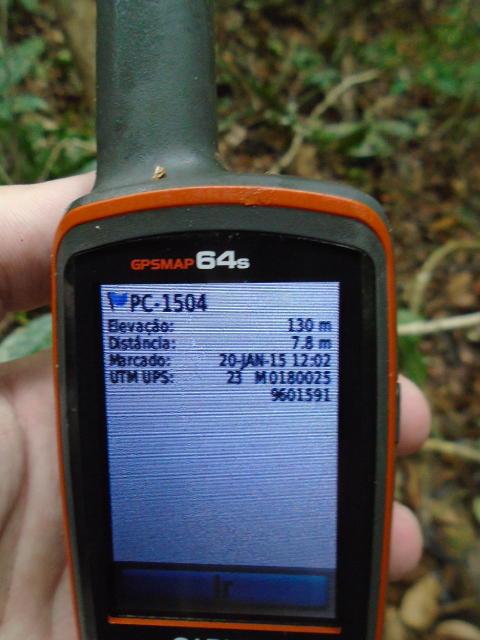 GPSMAP 64s
PC-1504
Elevação: 130 m
Distância: 7.8 m
Marcado: 20-JAN-15 12:02
UTM UPS: 23 M 0180025
9601591
Ir